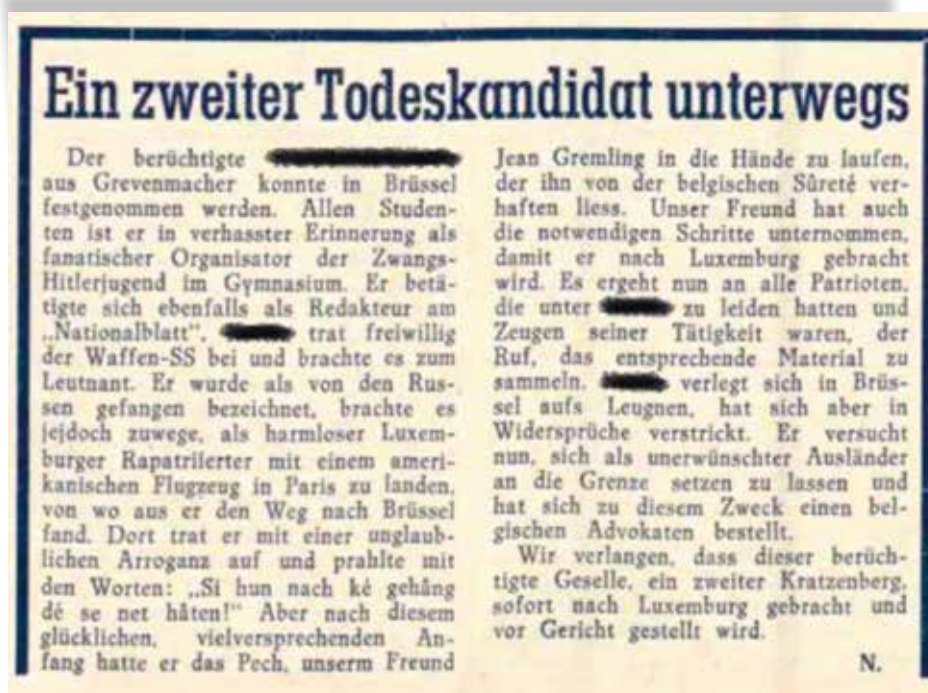 Ein zweiter Todeskandidat unterwegs
Der berüchtigte
aus Grevenmacher konnte in Brüssel
festgenommen werden. Allen Studen-
ten ist er in verhasster Erinnerung als
fanatischer Organisator der Zwangs-
Hitlerjugend im Gymnasium. Er betä-
tigte sich ebenfalls als Redakteur am
„Nationalblatt“, trat freiwillig
der Waffen-SS bei und brachte es zum
Leutnant. Er wurde als von den Rus-
sen gefangen bezeichnet, brachte es
jejdoch zuwege, als harmloser Luxem-
burger Rapatriierter mit einem ameri-
kanischen Flugzeug in Paris zu landen,
von wo aus er den Weg nach Brüssel
fand. Dort trat er mit einer unglaub-
lichen Arroganz auf und prahlte mit
den Worten: „Si hun nach ké gehâng
dé se net hâten!“ Aber nach diesem
glücklichen, vielversprechenden An-
fang hatte er das Pech, unserm Freund
Jean Gremling in die Hände zu laufen,
der ihn von der belgischen Sûreté ver-
haften liess. Unser Freund hat auch
die notwendigen Schritte unternommen,
damit er nach Luxemburg gebracht
wird. Es ergeht nun an alle Patrioten,
die unter zu leiden hatten und
Zeugen seiner Tätigkeit waren, der
Ruf, das entsprechende Material zu
sammeln. verlegt sich in Brüs-
sel aufs Leugnen, hat sich aber in
Widersprüche verstrickt. Er versucht
nun, sich als unerwünschter Ausländer
an die Grenze setzen zu lassen und
hat sich zu diesem Zweck einen bel-
gischen Advokaten bestellt.
Wir verlangen, dass dieser berüch-
tigte Geselle, ein zweiter Kratzenberg,
sofort nach Luxemburg gebracht und
vor Gericht gestellt wird.
N.